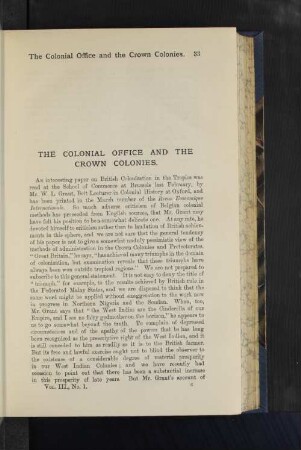 The Colonial Office and the Crown Colonies. 33
THE COLONIAL OFFICE AND THE
CROWN COLONIES.
An interesting paper on British Colonisation in the Tropics was
read at the School of Commerce at Brussels last February, by
Mr. W. L. Grant, Beit Lecturer in Colonial History at Oxford, and
has been printed in the March number of the Revue Économique
Internationale. So much adverse criticism of Belgian colonial
methods has proceeded from English sources, that Mr. Grant may
have felt his position to be a somewhat delicate one. At any rate, he
devoted himself to criticism rather than to laudation of British achieve-
ments in this sphere, and we are not sure that the general tendency
of his paper is not to give a somewhat unduly pessimistic view of the
methods of administration in the Crown Colonies and Protectorates.
"Great Britain," he says, "has achieved many triumphs in the domain
of colonisation, but examination reveals that these triumphs have
always been won outside tropical regions." We are not prepared to
subscribe to this general statement. It is not easy to deny the title of
"triumph," for example, to the results achieved by British rule in
the Federated Malay States, and we are disposed to think that the
same word might be applied without exaggeration to the work now
in progress in Northern Nigeria and the Soudan. When, too,
Mr. Grant says that "the West Indies are the Cinderella of our
Empire, and I see no fairy godmother on the horizon," he appears to
us to go somewhat beyond the truth. To complain of depressed
circumstances and of the apathy of the powers that be has long
been recognised as the prescriptive right of the West Indian, and it
is still conceded to him as readily as it is to the British farmer.
But its free and lawful exercise ought not to blind the observer to
the existence of a considerable degree of material prosperity
in our West Indian Colonies; and we have recently had
occasion to point out that there has been a substantial increase
in this prosperity of late years. But Mr. Grant's account of
Vol. III., No. 1.